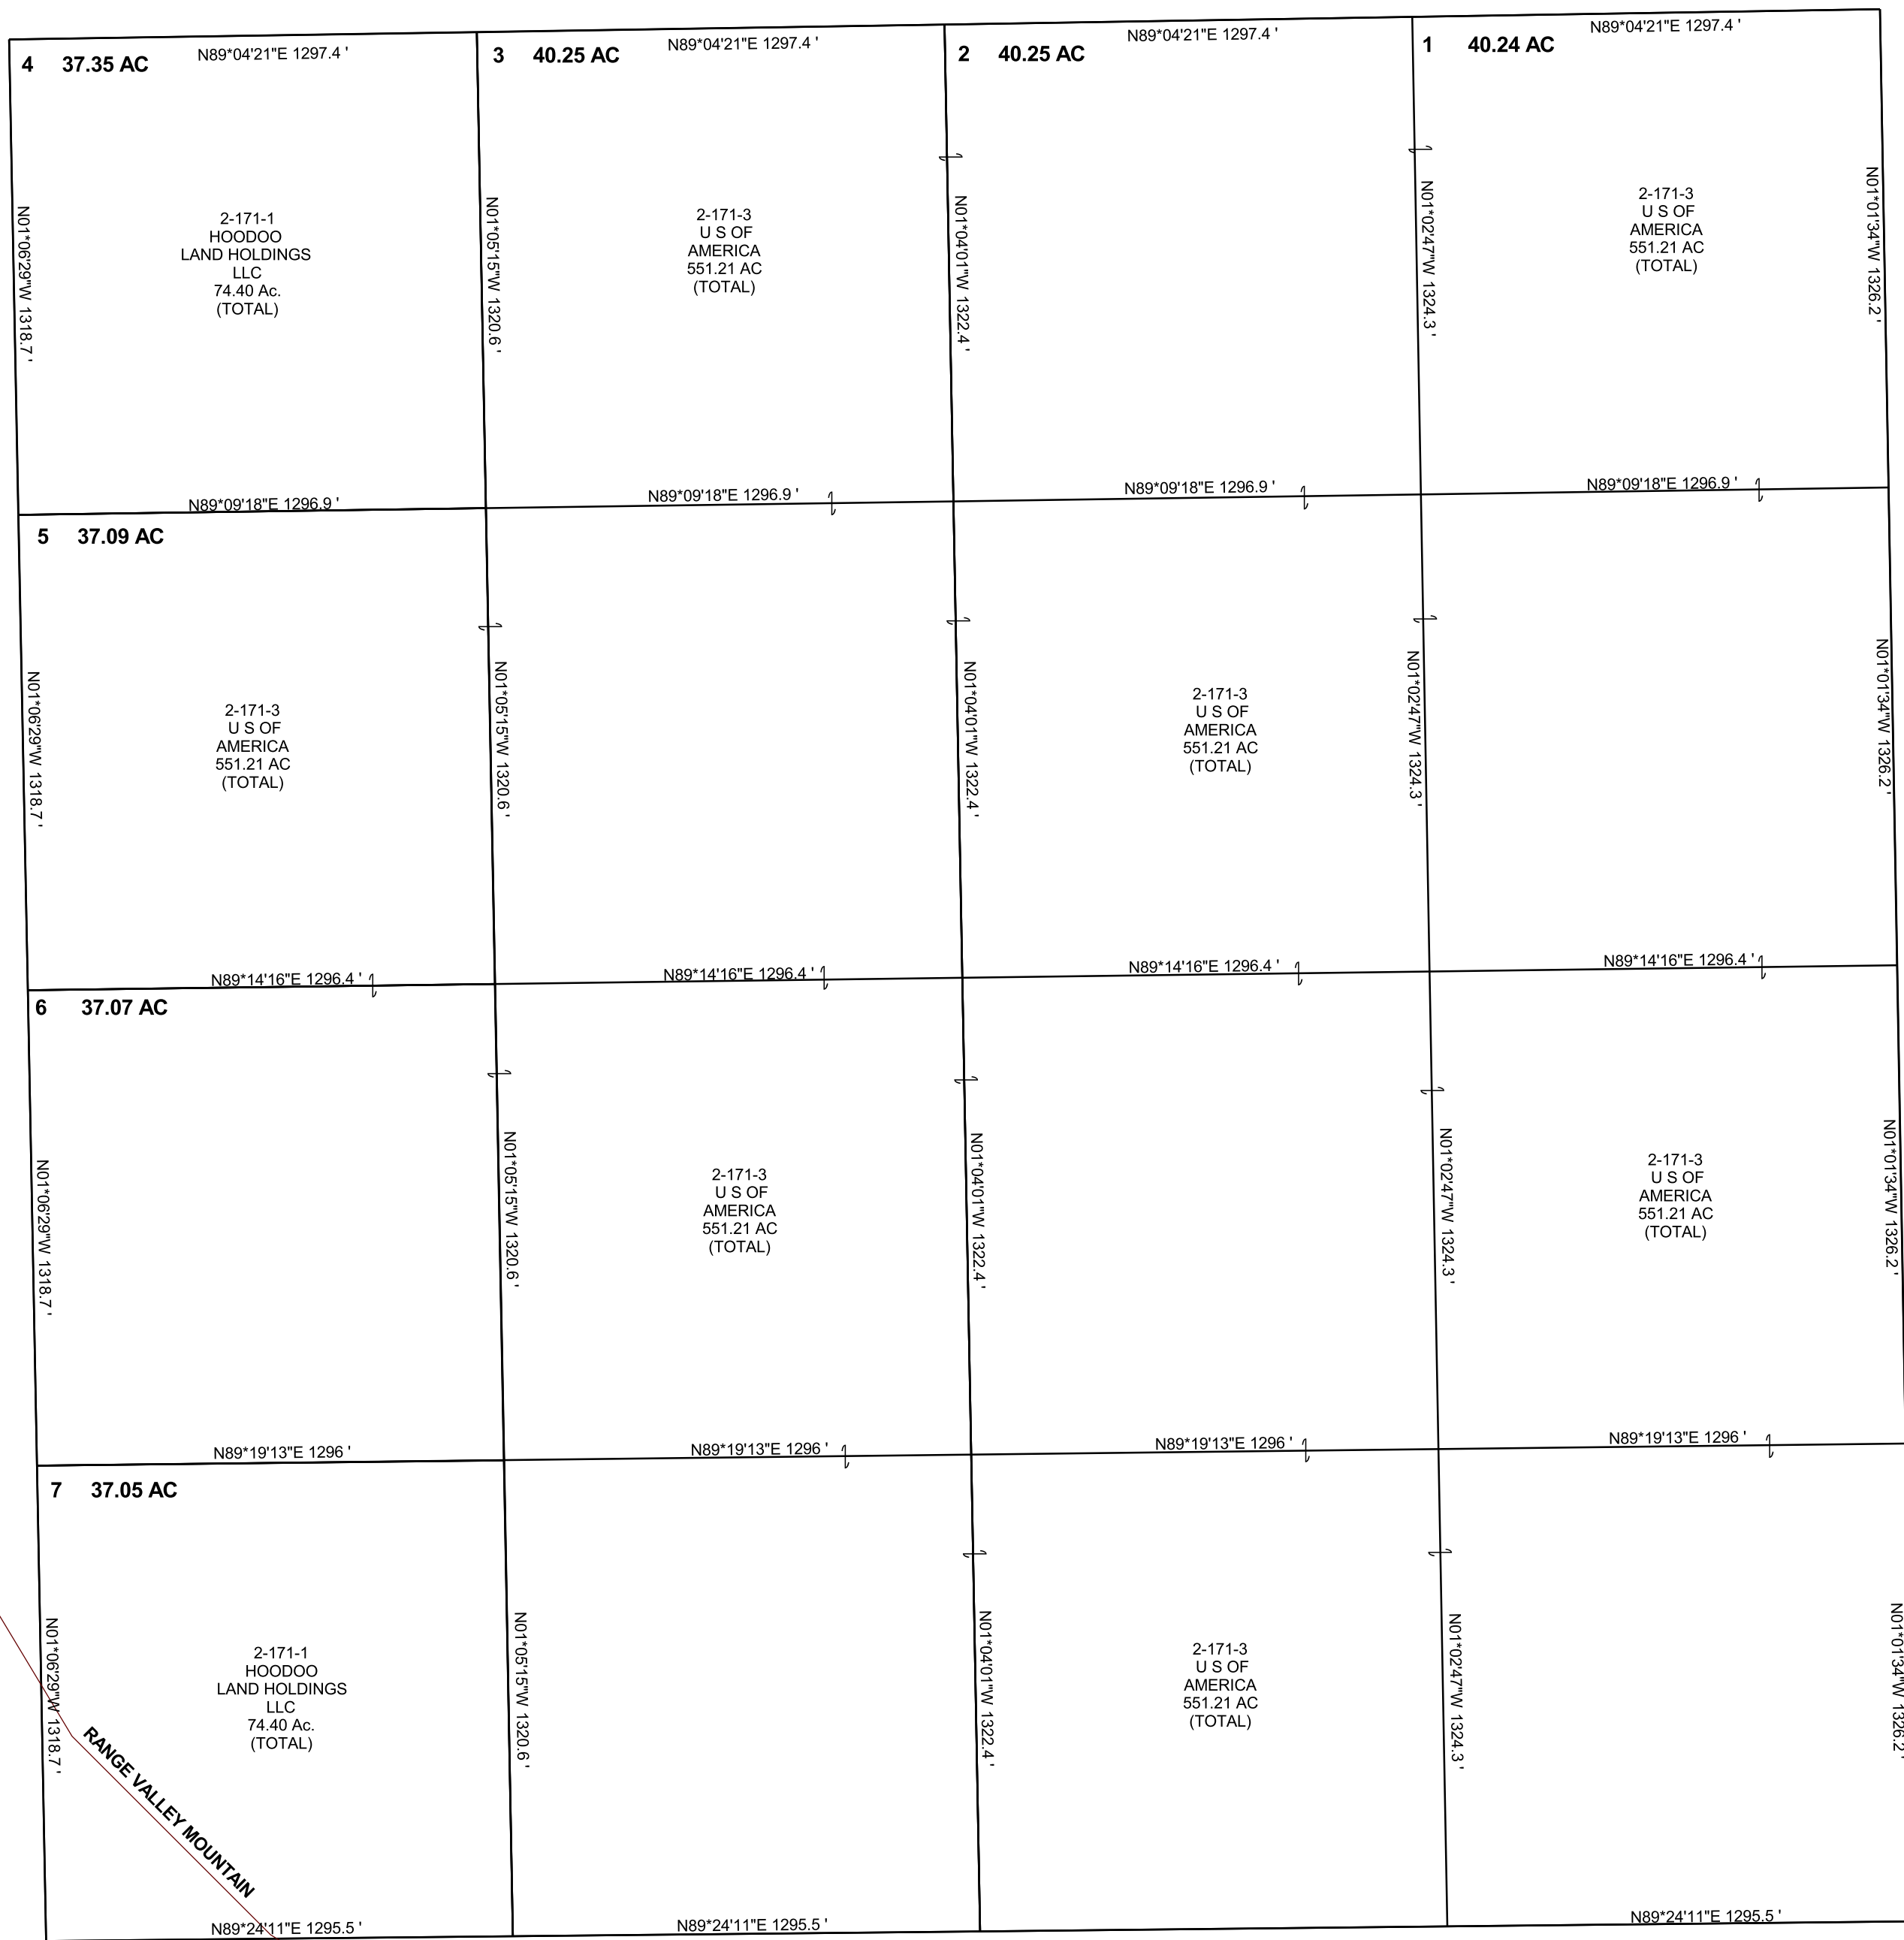 4 37.35 AC N89*04'21"E 1297.4 '
3 40.25 AC N89*04'21"E 1297.4 '
2 40.25 AC N89*04'21"E 1297.4 '
1 40.24 AC N89*04'21"E 1297.4 '
N01*06'29"W 1318.7 '
2-171-1
HOODOO
LAND HOLDINGS
LLC
74.40 Ac.
(TOTAL)
N01*05'15"W 1320.6 '
2-171-3
U S OF
AMERICA
551.21 AC
(TOTAL)
N01*04'01"W 1322.4 '
N01*02'47"W 1324.3 '
2-171-3
U S OF
AMERICA
551.21 AC
(TOTAL)
N01*01'34"W 1326.2 '
N89*09'18"E 1296.9 '
N89*09'18"E 1296.9 '
N89*09'18"E 1296.9 '
N89*09'18"E 1296.9 '
5 37.09 AC
N01*06'29"W 1318.7 '
2-171-3
U S OF
AMERICA
551.21 AC
(TOTAL)
N01*05'15"W 1320.6 '
N01*04'01"W 1322.4 '
2-171-3
U S OF
AMERICA
551.21 AC
(TOTAL)
N01*02'47"W 1324.3 '
N01*01'34"W 1326.2 '
N89*14'16"E 1296.4 '
N89*14'16"E 1296.4 '
N89*14'16"E 1296.4 '
N89*14'16"E 1296.4 '
6 37.07 AC
N01*06'29"W 1318.7 '
N01*05'15"W 1320.6 '
2-171-3
U S OF
AMERICA
551.21 AC
(TOTAL)
N01*04'01"W 1322.4 '
N01*02'47"W 1324.3 '
2-171-3
U S OF
AMERICA
551.21 AC
(TOTAL)
N01*01'34"W 1326.2 '
N89*19'13"E 1296 '
N89*19'13"E 1296 '
N89*19'13"E 1296 '
N89*19'13"E 1296 '
7 37.05 AC
N01*06'29"W 1318.7 '
2-171-1
HOODOO
LAND HOLDINGS
LLC
74.40 Ac.
(TOTAL)
RANGE VALLEY MOUNTAIN
N01*05'15"W 1320.6 '
N01*04'01"W 1322.4 '
2-171-3
U S OF
AMERICA
551.21 AC
(TOTAL)
N01*02'47"W 1324.3 '
N01*01'34"W 1326.2 '
N89*24'11"E 1295.5 '
N89*24'11"E 1295.5 '
N89*24'11"E 1295.5 '